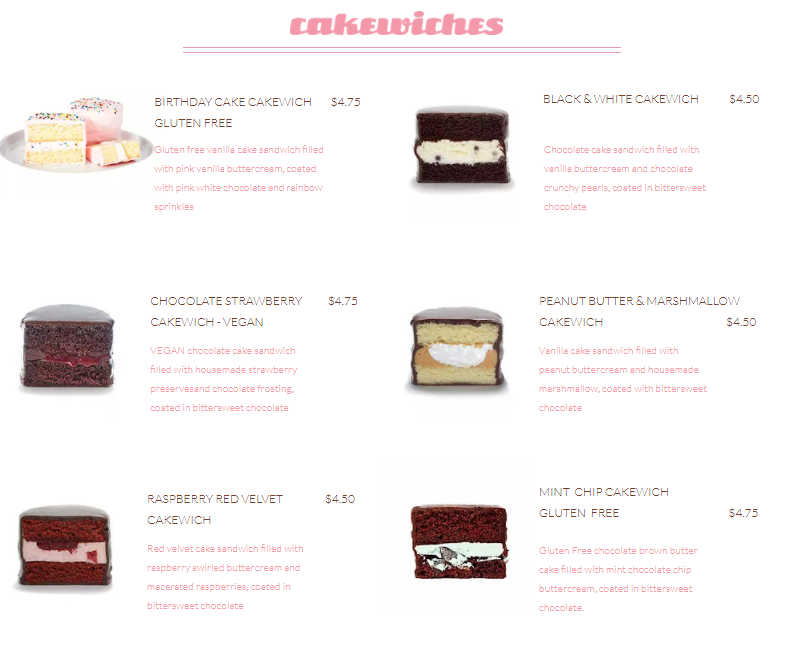 cakewiches
BIRTHDAY CAKE CAKEWICH $4.75
GLUTEN FREE
Gluten free vanilla cake sandwich filled
with pink vanilla buttercream, coated
with pink white chocolate and rainbow
sprinkles
BLACK & WHITE CAKEWICH $4.50
Chocolate cake sandwich filled with
vanilla buttercream and chocolate
crunchy pearls, coated in bittersweet
chocolate
CHOCOLATE STRAWBERRY $4.75
CAKEWICH - VEGAN
VEGAN chocolate cake sandwich
filled with housemade strawberry
preservesand chocolate frosting,
coated in bittersweet chocolate
PEANUT BUTTER & MARSHMALLOW
CAKEWICH $4.50
Vanilla cake sandwich filled with
peanut buttercream and housemade
marshmallow, coated with bittersweet
chocolate
RASPBERRY RED VELVET $4.50
CAKEWICH
Red velvet cake sandwich filled with
raspberry swirled buttercream and
macerated raspberries, coated in
bittersweet chocolate
MINT CHIP CAKEWICH
GLUTEN FREE $4.75
Gluten Free chocolate brown butter
cake filled with mint chocolate chip
buttercream, coated in bittersweet
chocolate.